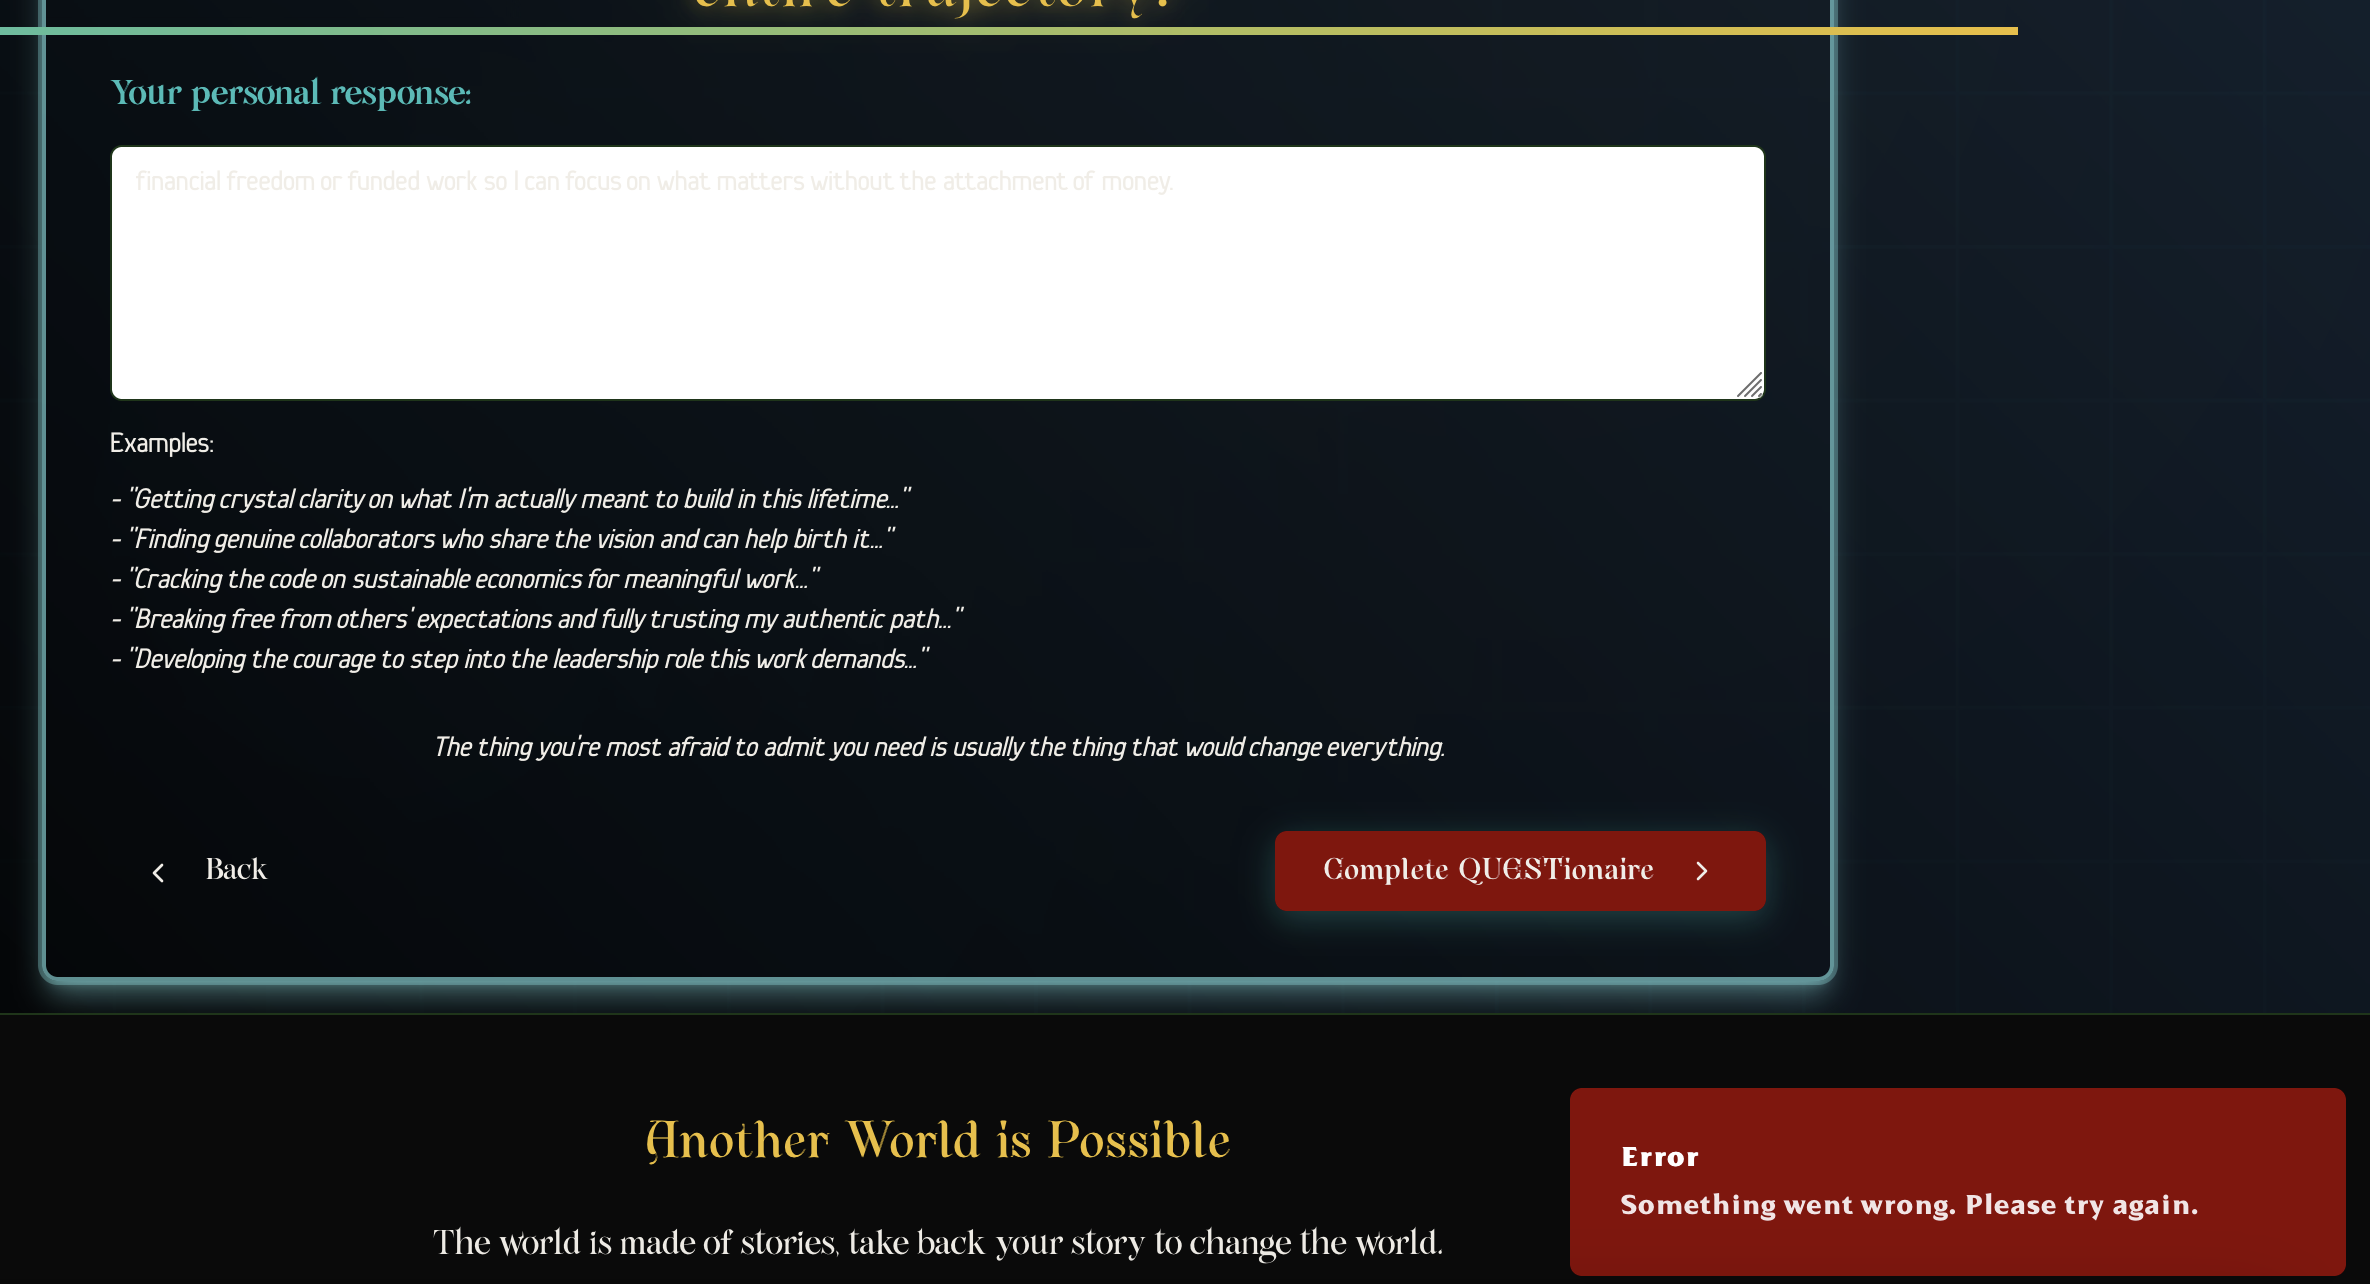 entire trajectory?
Your personal response:
financial freedom or funded work so I can focus on what matters without the attachment of money.
Examples:
- "Getting crystal clarity on what I'm actually meant to build in this lifetime..."
- "Finding genuine collaborators who share the vision and can help birth it..."
- "Cracking the code on sustainable economics for meaningful work..."
- "Breaking free from others' expectations and fully trusting my authentic path..."
- "Developing the courage to step into the leadership role this work demands..."
The thing you're most afraid to admit you need is usually the thing that would change everything.
Back
Complete QUESTionaire
Another World is Possible
Error
Something went wrong. Please try again.
The world is made of stories, take back your story to change the world.